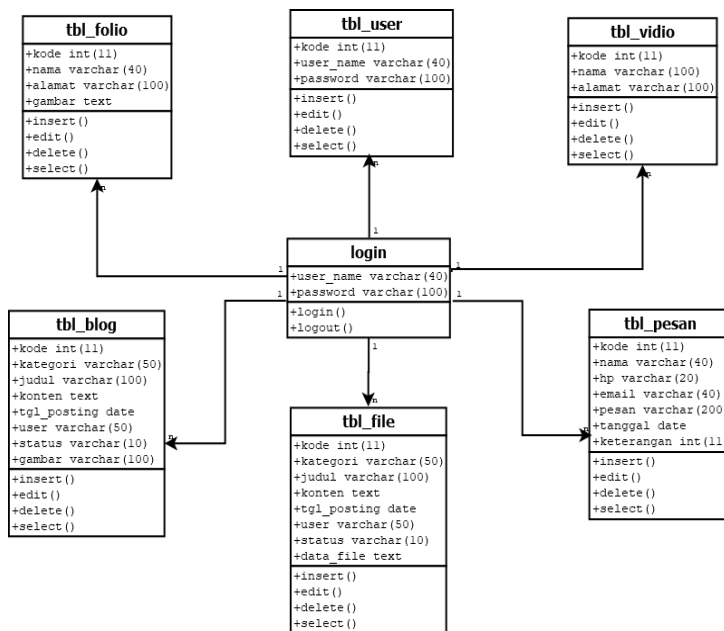 tbl_folio
+kode int(11)
+nama varchar(40)
+alamat varchar(100)
+gambar text
+insert()
+edit()
+delete()
+select()
n
tbl_user
+kode int(11)
+user_name varchar(40)
+password varchar(100)
+insert()
+edit()
+delete()
+select()
n
tbl_vidio
+kode int(11)
+nama varchar(100)
+alamat varchar(100)
+insert()
+edit()
+delete()
+select()
n
1
1
1
login
+user_name varchar(40)
+password varchar(100)
+login()
+logout()
1
1
1
tbl_blog
+kode int(11)
+kategori varchar(50)
+judul varchar(100)
+konten text
+tgl_posting date
+user varchar(50)
+status varchar(10)
+gambar varchar(100)
+insert()
+edit()
+delete()
+select()
n
tbl_file
+kode int(11)
+kategori varchar(50)
+judul varchar(100)
+konten text
+tgl_posting date
+user varchar(50)
+status varchar(10)
+data_file text
+insert()
+edit()
+delete()
+select()
n
tbl_pesan
+kode int(11)
+nama varchar(40)
+hp varchar(20)
+email varchar(40)
+pesan varchar(200
+tanggal date
+keterangan int(11
+insert()
+edit()
+delete()
+select()
n